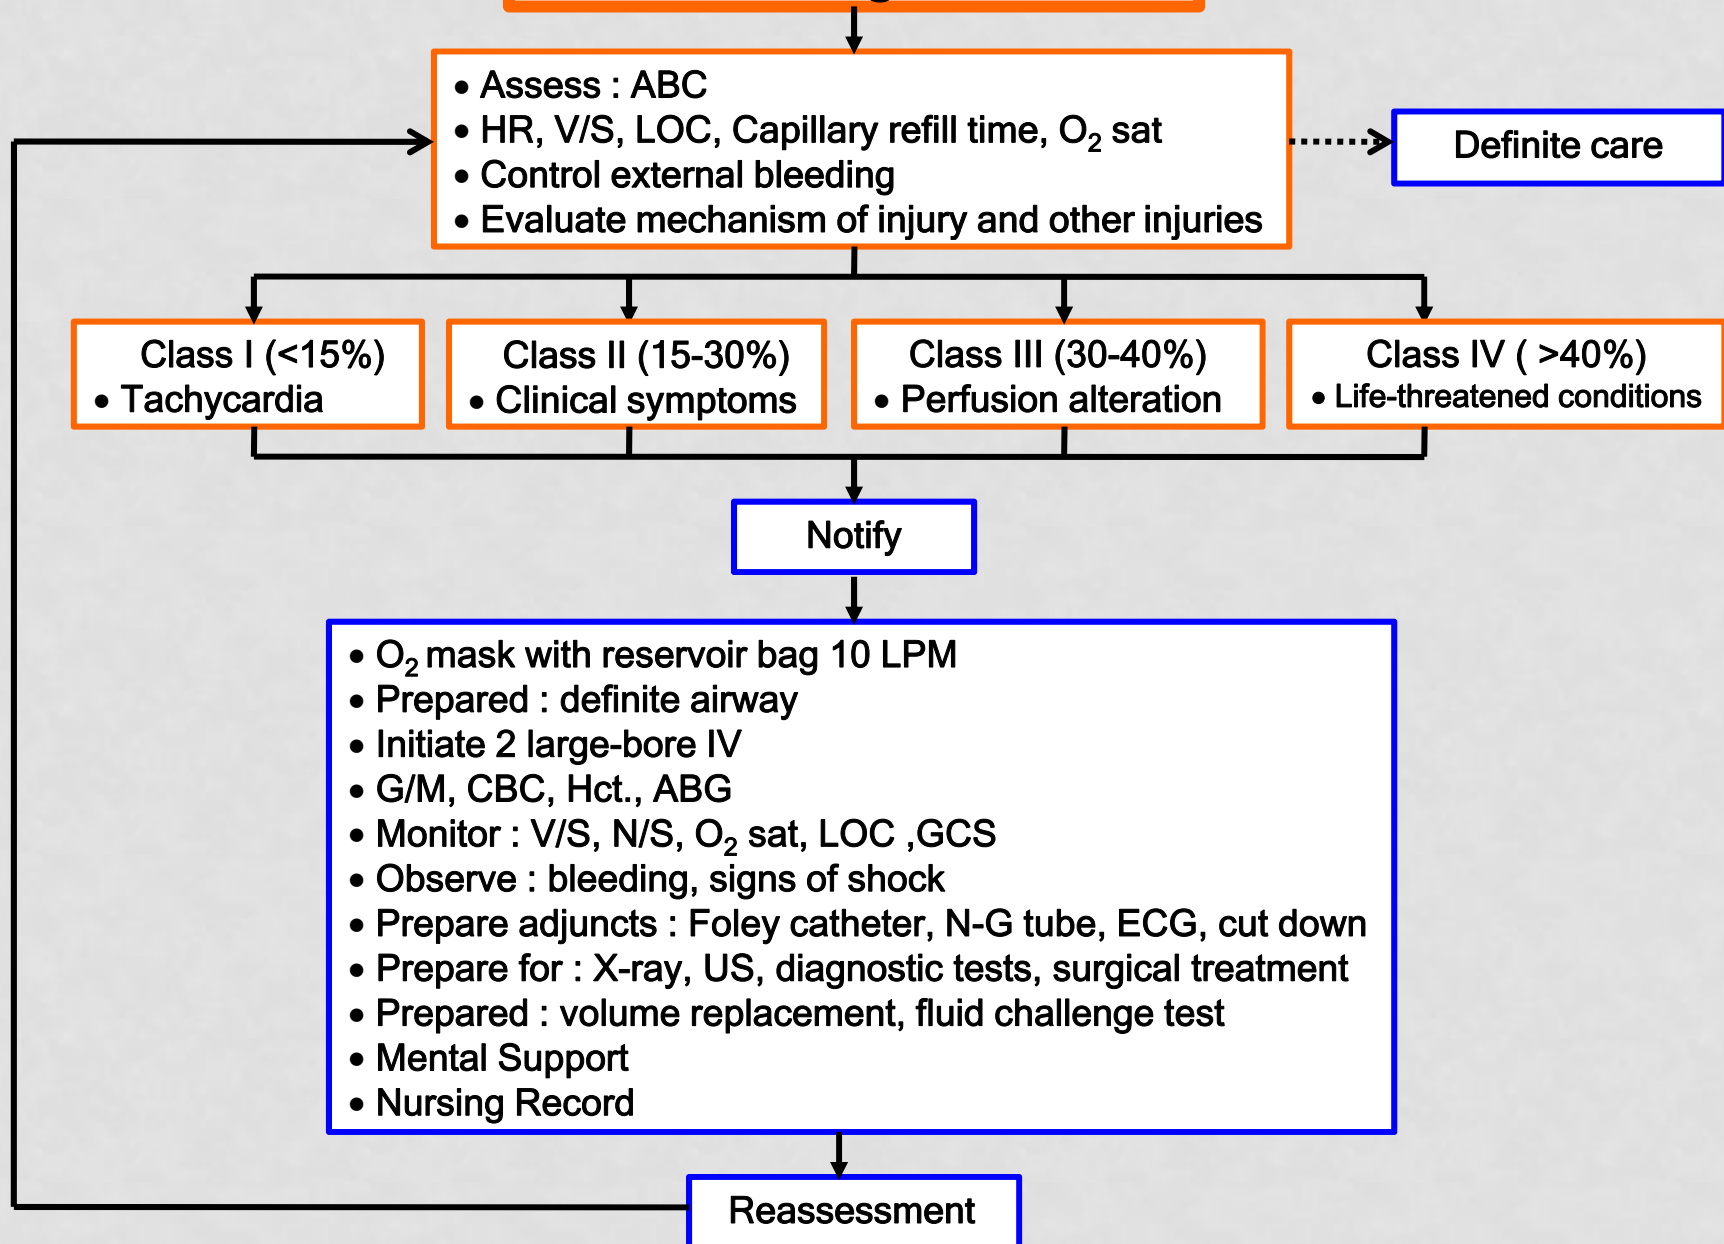 • Assess : ABC
• HR, V/S, LOC, Capillary refill time, O₂ sat
• Control external bleeding
• Evaluate mechanism of injury and other injuries
Definite care
Class I (<15%)
• Tachycardia
Class II (15-30%)
• Clinical symptoms
Class III (30-40%)
• Perfusion alteration
Class IV ( >40%)
• Life-threatened conditions
Notify
• O₂ mask with reservoir bag 10 LPM
• Prepared : definite airway
• Initiate 2 large-bore IV
• G/M, CBC, Hct., ABG
• Monitor : V/S, N/S, O₂ sat, LOC ,GCS
• Observe : bleeding, signs of shock
• Prepare adjuncts : Foley catheter, N-G tube, ECG, cut down
• Prepare for : X-ray, US, diagnostic tests, surgical treatment
• Prepared : volume replacement, fluid challenge test
• Mental Support
• Nursing Record
Reassessment